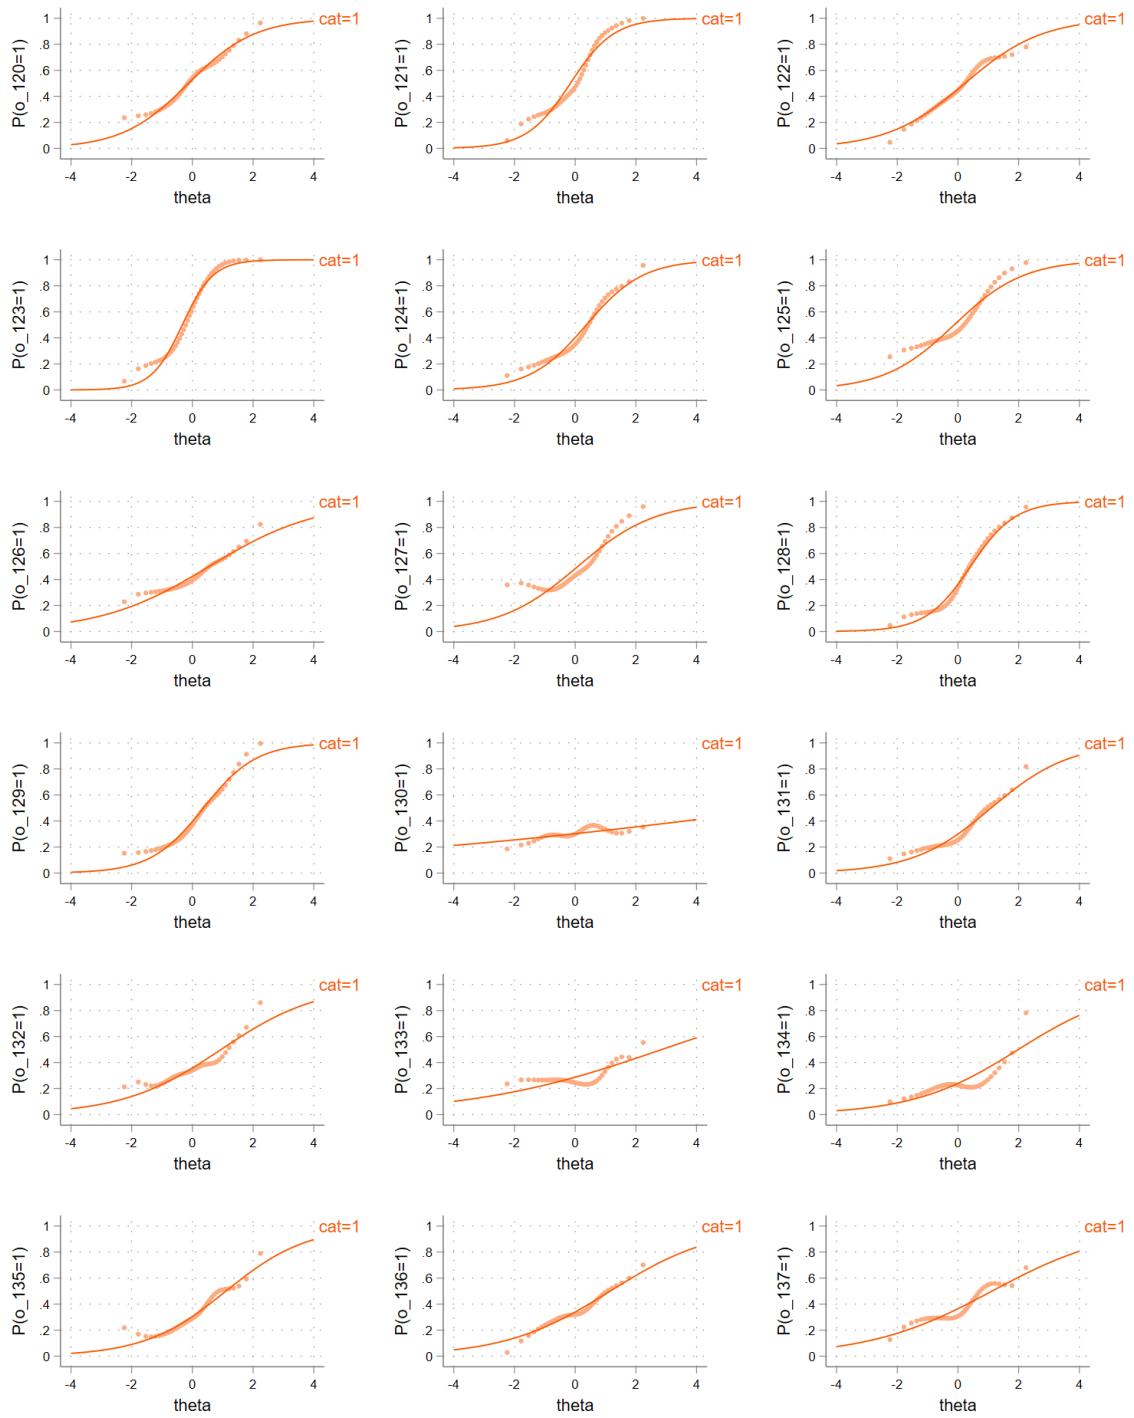 1 cat=1 1 cat=1 1 cat=1
.8 .8 .8
.6 .6 .6
.4 .4 .4
.2 .2 .2
0 0 0
P(o_120=1) P(o_121=1) P(o_122=1)
-4 -2 0 2 4 -4 -2 0 2 4 -4 -2 0 2 4
theta theta theta
1 cat=1 1 cat=1 1 cat=1
.8 .8 .8
.6 .6 .6
.4 .4 .4
.2 .2 .2
0 0 0
P(o_123=1) P(o_124=1) P(o_125=1)
-4 -2 0 2 4 -4 -2 0 2 4 -4 -2 0 2 4
theta theta theta
1 cat=1 1 cat=1 1 cat=1
.8 .8 .8
.6 .6 .6
.4 .4 .4
.2 .2 .2
0 0 0
P(o_126=1) P(o_127=1) P(o_128=1)
-4 -2 0 2 4 -4 -2 0 2 4 -4 -2 0 2 4
theta theta theta
1 cat=1 1 cat=1 1 cat=1
.8 .8 .8
.6 .6 .6
.4 .4 .4
.2 .2 .2
0 0 0
P(o_129=1) P(o_130=1) P(o_131=1)
-4 -2 0 2 4 -4 -2 0 2 4 -4 -2 0 2 4
theta theta theta
1 cat=1 1 cat=1 1 cat=1
.8 .8 .8
.6 .6 .6
.4 .4 .4
.2 .2 .2
0 0 0
P(o_132=1) P(o_133=1) P(o_134=1)
-4 -2 0 2 4 -4 -2 0 2 4 -4 -2 0 2 4
theta theta theta
1 cat=1 1 cat=1 1 cat=1
.8 .8 .8
.6 .6 .6
.4 .4 .4
.2 .2 .2
0 0 0
P(o_135=1) P(o_136=1) P(o_137=1)
-4 -2 0 2 4 -4 -2 0 2 4 -4 -2 0 2 4
theta theta theta